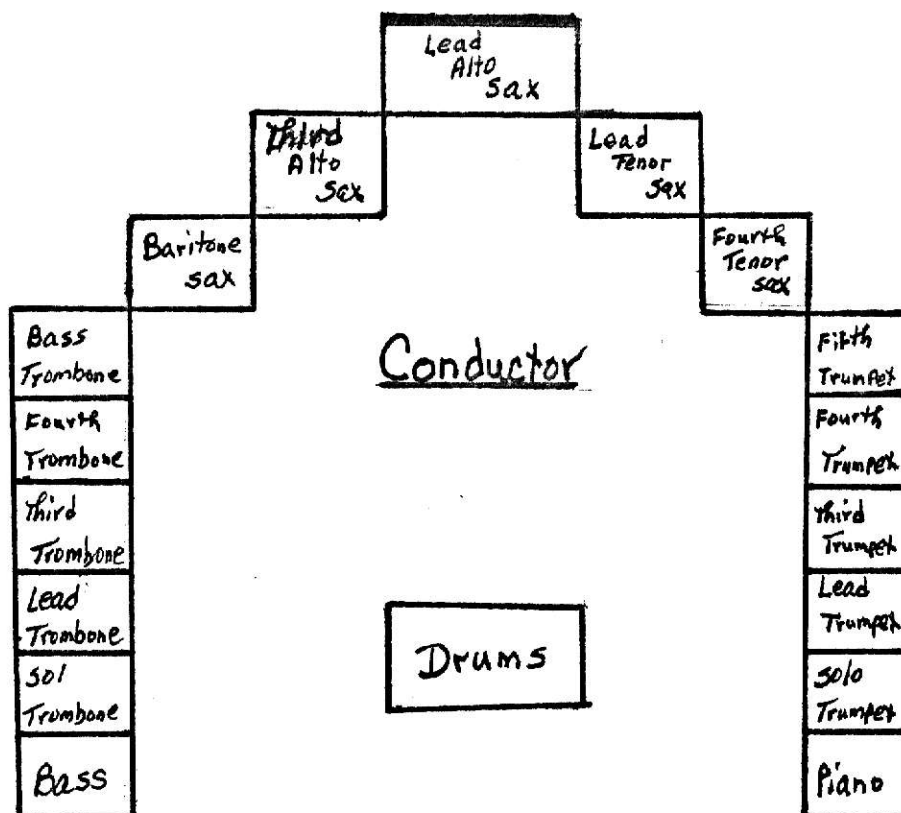 Lead
Alto
Sax
Third
Alto
Sax
Lead
Tenor
Sax
Baritone
sax
Fourth
Tenor
sax
Bass
Trombone
Conductor
Fifth
Trumpet
Fourth
Trombone
Fourth
Trumpet
Third
Trombone
Third
Trumpet
Lead
Trombone
Lead
Trumpet
Drums
Sol
Trombone
Solo
Trumpet
Bass
Piano